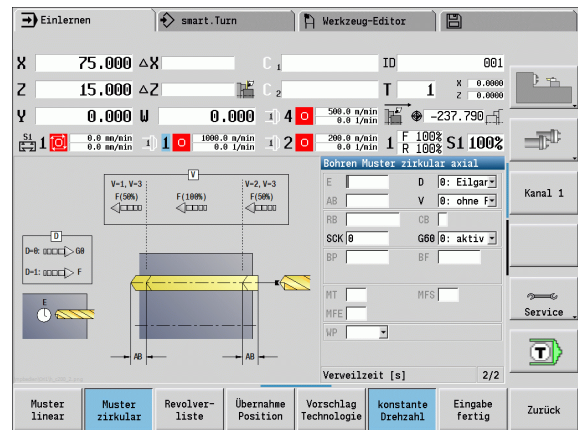 Einlernen smart.Turn Werkzeug-Editor
X 75.000 △X C 1 ID 001
Z 15.000 △Z C 2 T 1 X 0.0000 Z 0.0000
Y 0.000 W 0.000 4 500.0 m/min 0.0 1/min -237.790
S1 1 0.0 mm/min 0.0 m/min 1 1000.0 m/min 0.0 1/min 2 200.0 m/min 0.0 1/min 1 F 100% R 100% S1 100%
Bohren Muster zirkular axial
V
V=1, V=3 V=2, V=3
F(50%) F(100%) F(50%)
E D 0: Eilgar
AB V 0: ohne F
RB CB
SCK 0 G60 0: aktiv
BP BF
MT MFS
MFE
WP
D
D=0: G0
D=1: F
E
AB AB
Verweilzeit [s] 2/2
Kanal 1
Service
T
Muster linear
Muster zirkular
Revolver-liste
Übernahme Position
Vorschlag Technologie
konstante Drehzahl
Eingabe fertig
Zurück